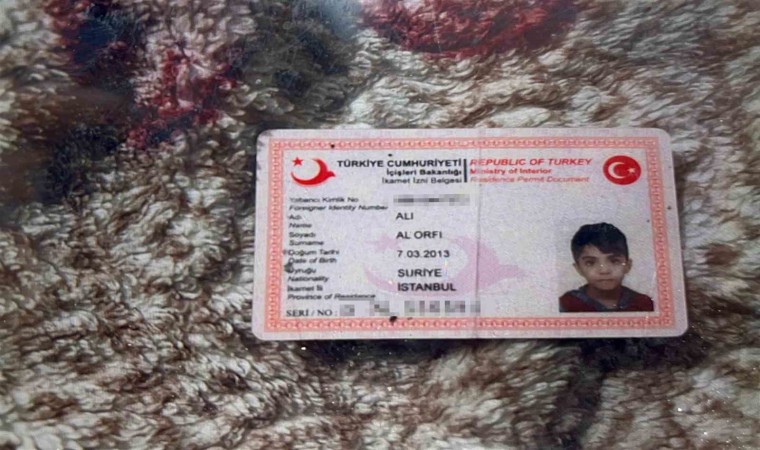 TÜRKİYE CUMHURİYETİ
İçişleri Bakanlığı
İkamet İzni Belgesi
REPUBLIC OF TURKEY
Ministry of Interior
Residence Permit Document
Yabancı Kimlik No
Foreigner Identity Number
Adı
Name
ALI
Soyadı
Surname
AL ORFI
Doğum Tarihi
Date of Birth
7.03.2013
Uyruğu
Nationality
SURİYE
İkamet İli
Province of Residence
İSTANBUL
SERİ / NO :